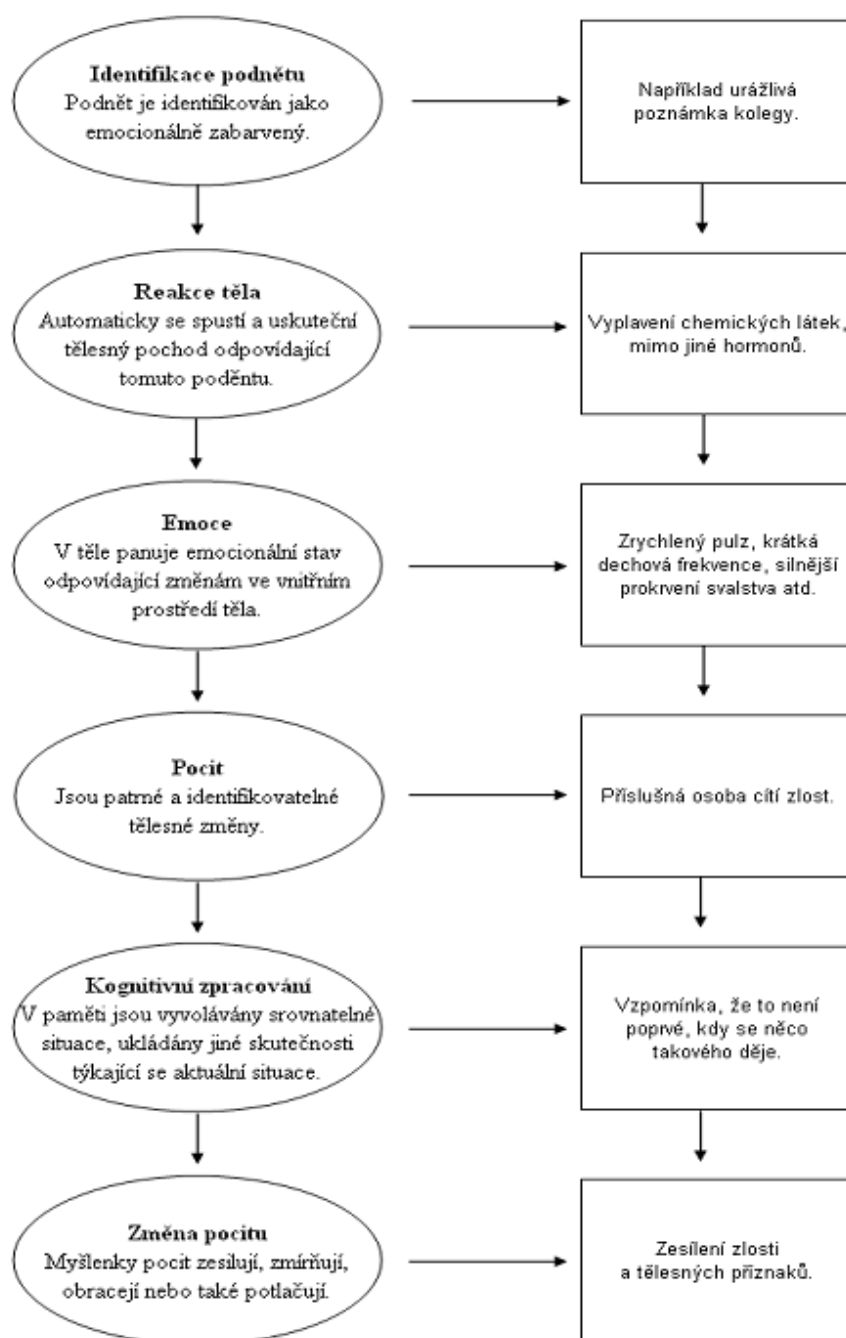 Identifikace podnětu
Podnět je identifikován jako
emocionálně zabarvený.
Například urážlivá
poznámka kolegy.
Reakce těla
Automaticky se spustí a uskuteční
tělesný pochod odpovídající
tomuto poděntu.
Vyplavení chemických látek,
mimo jiné hormonů.
Emoce
V těle panuje emocionální stav
odpovídající změnám ve vnitřním
prostředí těla.
Zrychlený pulz, krátká
dechová frekvence, silnější
prokrvení svalstva atd.
Pocit
Jsou patrné a identifikovatelné
tělesné změny.
Příslušná osoba cítí zlost.
Kognitivní zpracování
V paměti jsou vyvolávány srovnatelné
situace, ukládány jiné skutečnosti
týkající se aktuální situace.
Vzpomínka, že to není
poprvé, kdy se něco
takového děje.
Změna pocitu
Myšlenky pocit zesilují, zmírňují,
obracejí nebo také potlačují.
Zesílení zlosti
a tělesných příznaků.